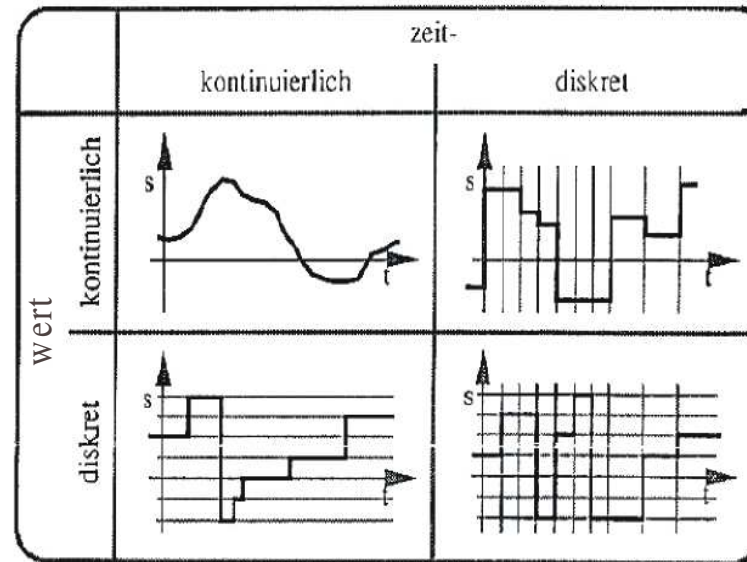 zeit-
kontinuierlich
diskret
wert
kontinuierlich
s
t
s
t
diskret
s
t
s
t